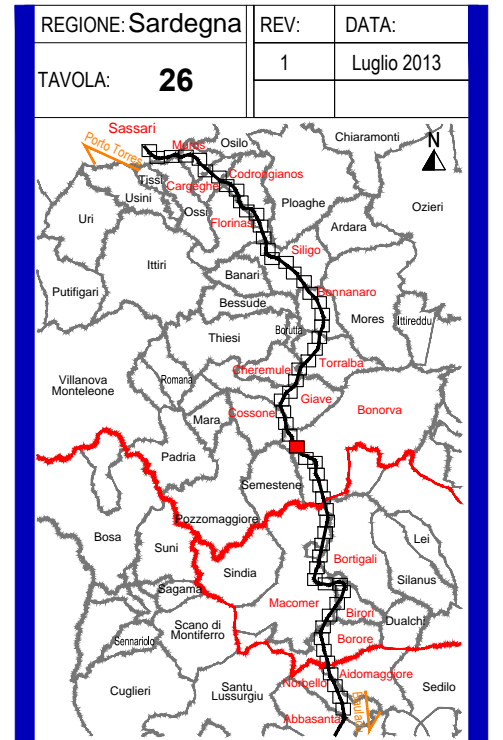 REGIONE: Sardegna
REV:
DATA:
TAVOLA: 26
1
Luglio 2013
Sassari
Porto Torres
Muros
Osilo
Chiaramonti
N
Tissi
Cargeghe
Codrongianos
Usini
Ossi
Ploaghe
Ozieri
Uri
Florinas
Ardara
Ittiri
Siligo
Banari
Putifigari
Bessude
Bonnanaro
Mores
Ittireddu
Thiesi
Borutta
Torralba
Cheremule
Villanova
Monteleone
Romana
Giave
Mara
Cossone
Bonorva
Padria
Semestene
Pozzomaggiore
Bosa
Suni
Lei
Bortigali
Sindia
Silanus
Sagama
Macomer
Birori
Dualchi
Scano di
Montiferro
Sennariolo
Borore
Aidomaggiore
Norbello
Cuglieri
Santu
Lussurgiu
Sedilo
Abbasanta